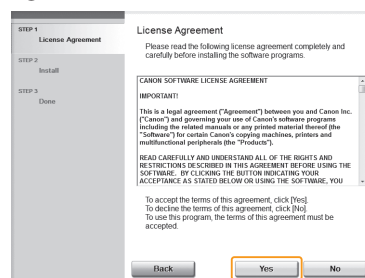 STEP 1
License Agreement
STEP 2
Install
STEP 3
Done
License Agreement
Please read the following license agreement completely and
carefully before installing the software programs.
CANON SOFTWARE LICENSE AGREEMENT
IMPORTANT!
This is a legal agreement ("Agreement") between you and Canon Inc.
("Canon") and governing your use of Canon's software programs
including the related manuals or any printed material thereof (the
"Software") for certain Canon's copying machines, printers and
multifunctional peripherals (the "Products").
READ CAREFULLY AND UNDERSTAND ALL OF THE RIGHTS AND
RESTRICTIONS DESCRIBED IN THIS AGREEMENT BEFORE USING THE
SOFTWARE. BY CLICKING THE BUTTON INDICATING YOUR
ACCEPTANCE AS STATED BELOW OR USING THE SOFTWARE, YOU
To accept the terms of this agreement, click [Yes].
To decline the terms of this agreement, click [No].
To use this program, the terms of this agreement must be
accepted.
Back Yes No